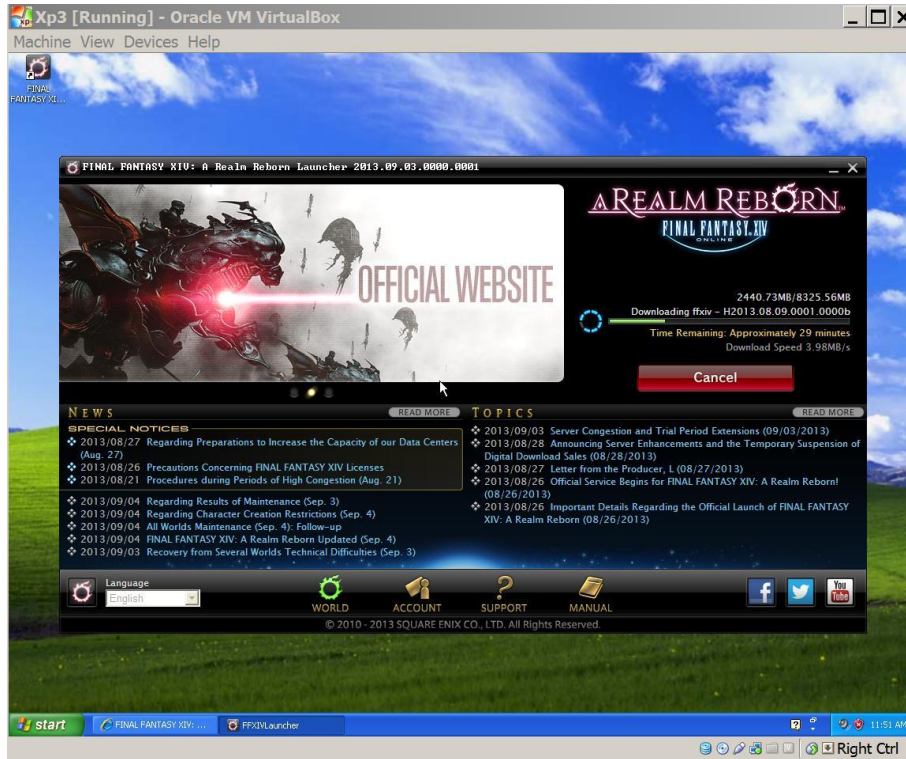 Xp3 [Running] - Oracle VM VirtualBox
Machine View Devices Help
FINAL
FANTASY XI...
FINAL FANTASY XIV: A Realm Reborn Launcher 2013.09.03.0000.0001
OFFICIAL WEBSITE
A REALM REBORN
FINAL FANTASY XIV
ONLINE
2440.73MB/8325.56MB
Downloading ffxiv - H2013.08.09.0001.0000b
Time Remaining: Approximately 29 minutes
Download Speed 3.98MB/s
Cancel
NEWS
READ MORE
SPECIAL NOTICES
2013/08/27 Regarding Preparations to Increase the Capacity of our Data Centers
(Aug. 27)
2013/08/26 Precautions Concerning FINAL FANTASY XIV Licenses
2013/08/21 Procedures during Periods of High Congestion (Aug. 21)
2013/09/04 Regarding Results of Maintenance (Sep. 3)
2013/09/04 Regarding Character Creation Restrictions (Sep. 4)
2013/09/04 All Worlds Maintenance (Sep. 4): Follow-up
2013/09/04 FINAL FANTASY XIV: A Realm Reborn Updated (Sep. 4)
2013/09/03 Recovery from Several Worlds Technical Difficulties (Sep. 3)
TOPICS
READ MORE
2013/09/03 Server Congestion and Trial Period Extensions (09/03/2013)
2013/08/28 Announcing Server Enhancements and the Temporary Suspension of
Digital Download Sales (08/28/2013)
2013/08/27 Letter from the Producer, L (08/27/2013)
2013/08/26 Official Service Begins for FINAL FANTASY XIV: A Realm Reborn!
(08/26/2013)
2013/08/26 Important Details Regarding the Official Launch of FINAL FANTASY
XIV: A Realm Reborn (08/26/2013)
Language
English
WORLD
ACCOUNT
SUPPORT
MANUAL
You
Tube
© 2010 - 2013 SQUARE ENIX CO., LTD. All Rights Reserved.
start
FINAL FANTASY XIV: ...
FFXIVLauncher
11:51 AM
Right Ctrl